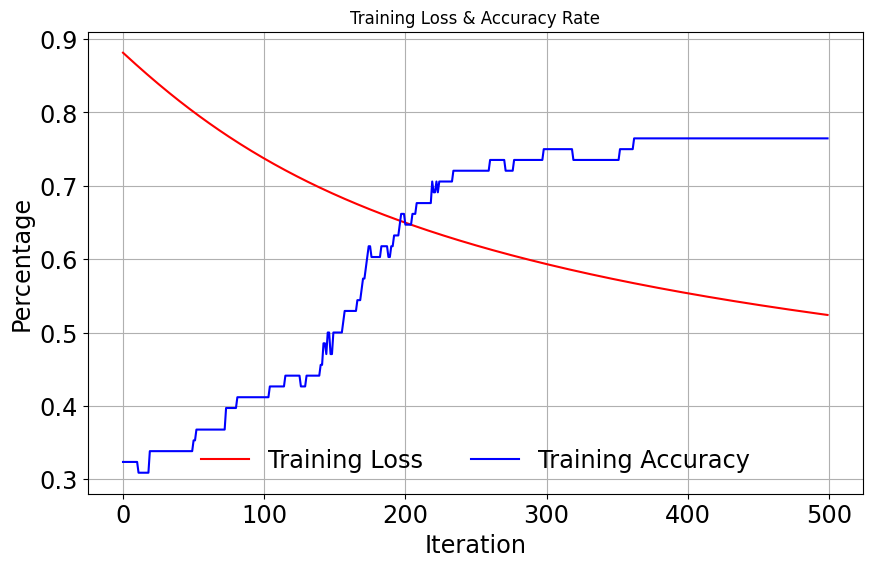 Training Loss & Accuracy Rate
0.9
0.8
0.7
0.6
0.5
0.4
0.3
Percentage
Training Loss Training Accuracy
0 100 200 300 400 500
Iteration